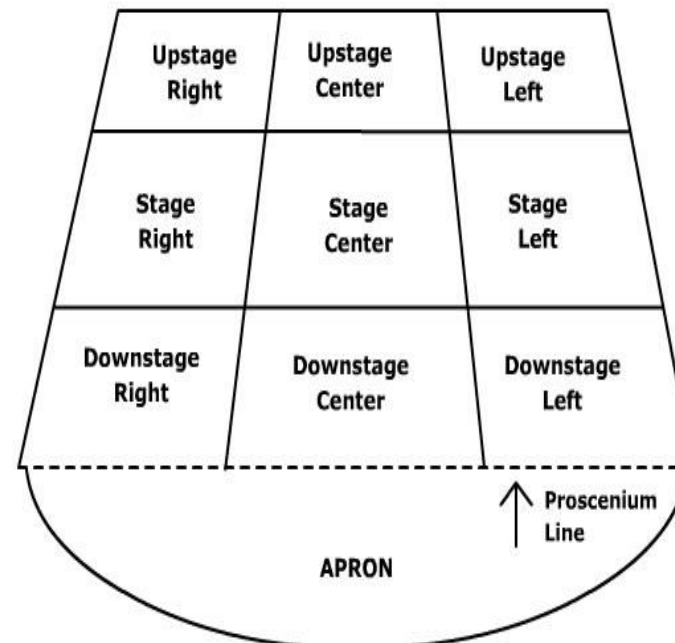 Upstage
Right
Upstage
Center
Upstage
Left
Stage
Right
Stage
Center
Stage
Left
Downstage
Right
Downstage
Center
Downstage
Left
Proscenium
Line
APRON